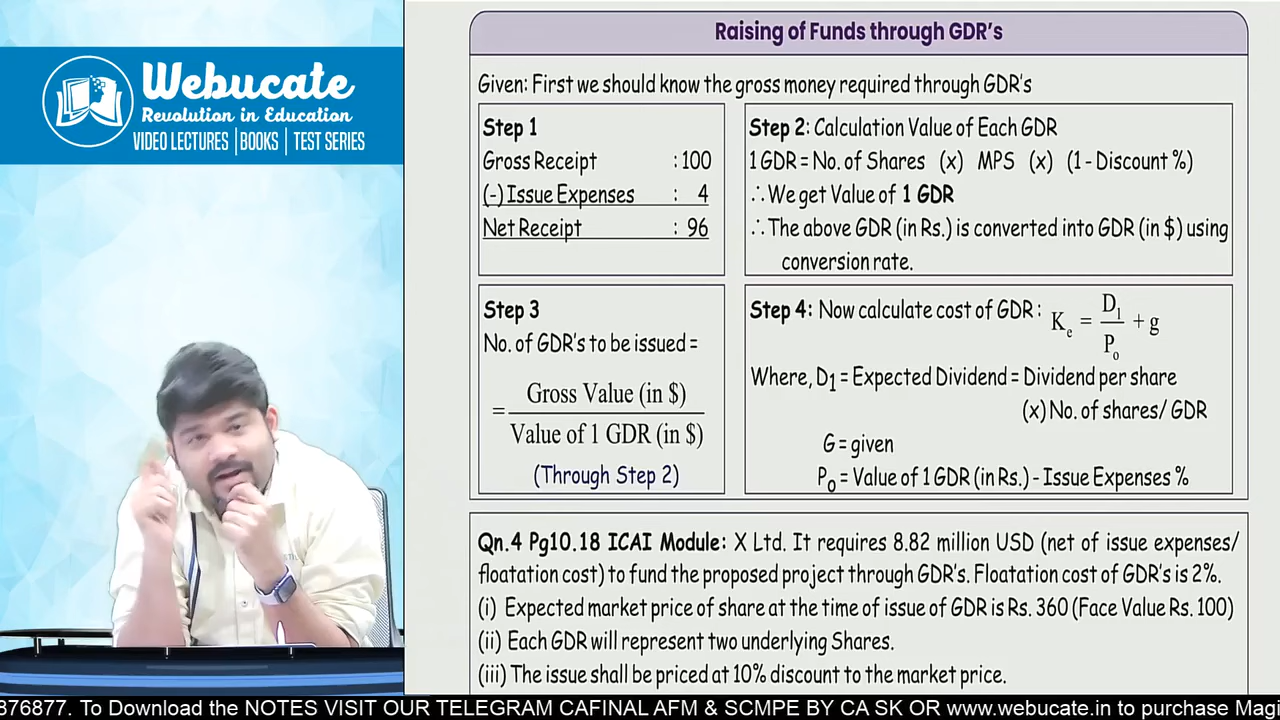 Webucate
Revolution in Education
VIDEO LECTURES | BOOKS | TEST SERIES
Raising of Funds through GDR's
Given: First we should know the gross money required through GDR's
Step 1
Gross Receipt : 100
(-) Issue Expenses : 4
Net Receipt : 96
Step 2: Calculation Value of Each GDR
1 GDR = No. of Shares (x) MPS (x) (1 - Discount %)
∴ We get Value of 1 GDR
∴ The above GDR (in Rs.) is converted into GDR (in $) using
conversion rate.
Step 3
No. of GDR's to be issued =
= Gross Value (in $)
Value of 1 GDR (in $)
(Through Step 2)
Step 4: Now calculate cost of GDR : Ke = D1 / Po + g
Where, D1 = Expected Dividend = Dividend per share
(x) No. of shares/ GDR
G = given
Po = Value of 1 GDR (in Rs.) - Issue Expenses %
Qn.4 Pg10.18 ICAI Module: X Ltd. It requires 8.82 million USD (net of issue expenses/
floatation cost) to fund the proposed project through GDR's. Floatation cost of GDR's is 2%.
(i) Expected market price of share at the time of issue of GDR is Rs. 360 (Face Value Rs. 100)
(ii) Each GDR will represent two underlying Shares.
(iii) The issue shall be priced at 10% discount to the market price.
876877. To Download the NOTES VISIT OUR TELEGRAM CAFINAL AFM & SCMPE BY CA SK OR www.webucate.in to purchase Magi